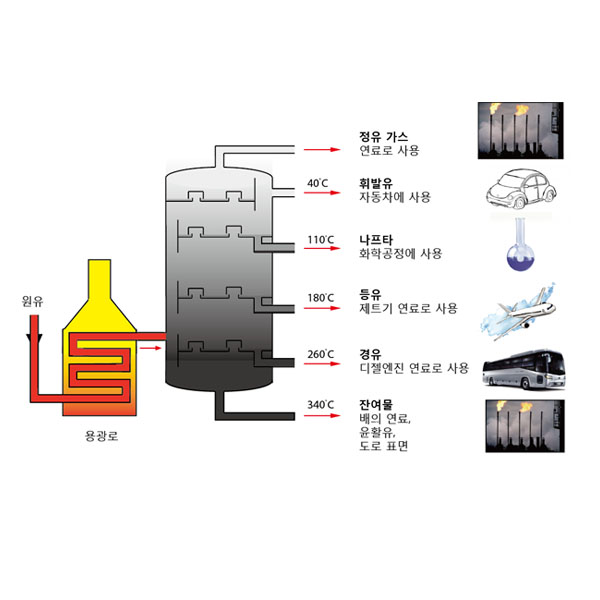 정유 가스
연료로 사용
40°C
휘발유
자동차에 사용
110°C
나프타
화학공정에 사용
180°C
등유
제트기 연료로 사용
260°C
경유
디젤엔진 연료로 사용
340°C
잔여물
배의 연료,
윤활유,
도로 표면
원유
용광로